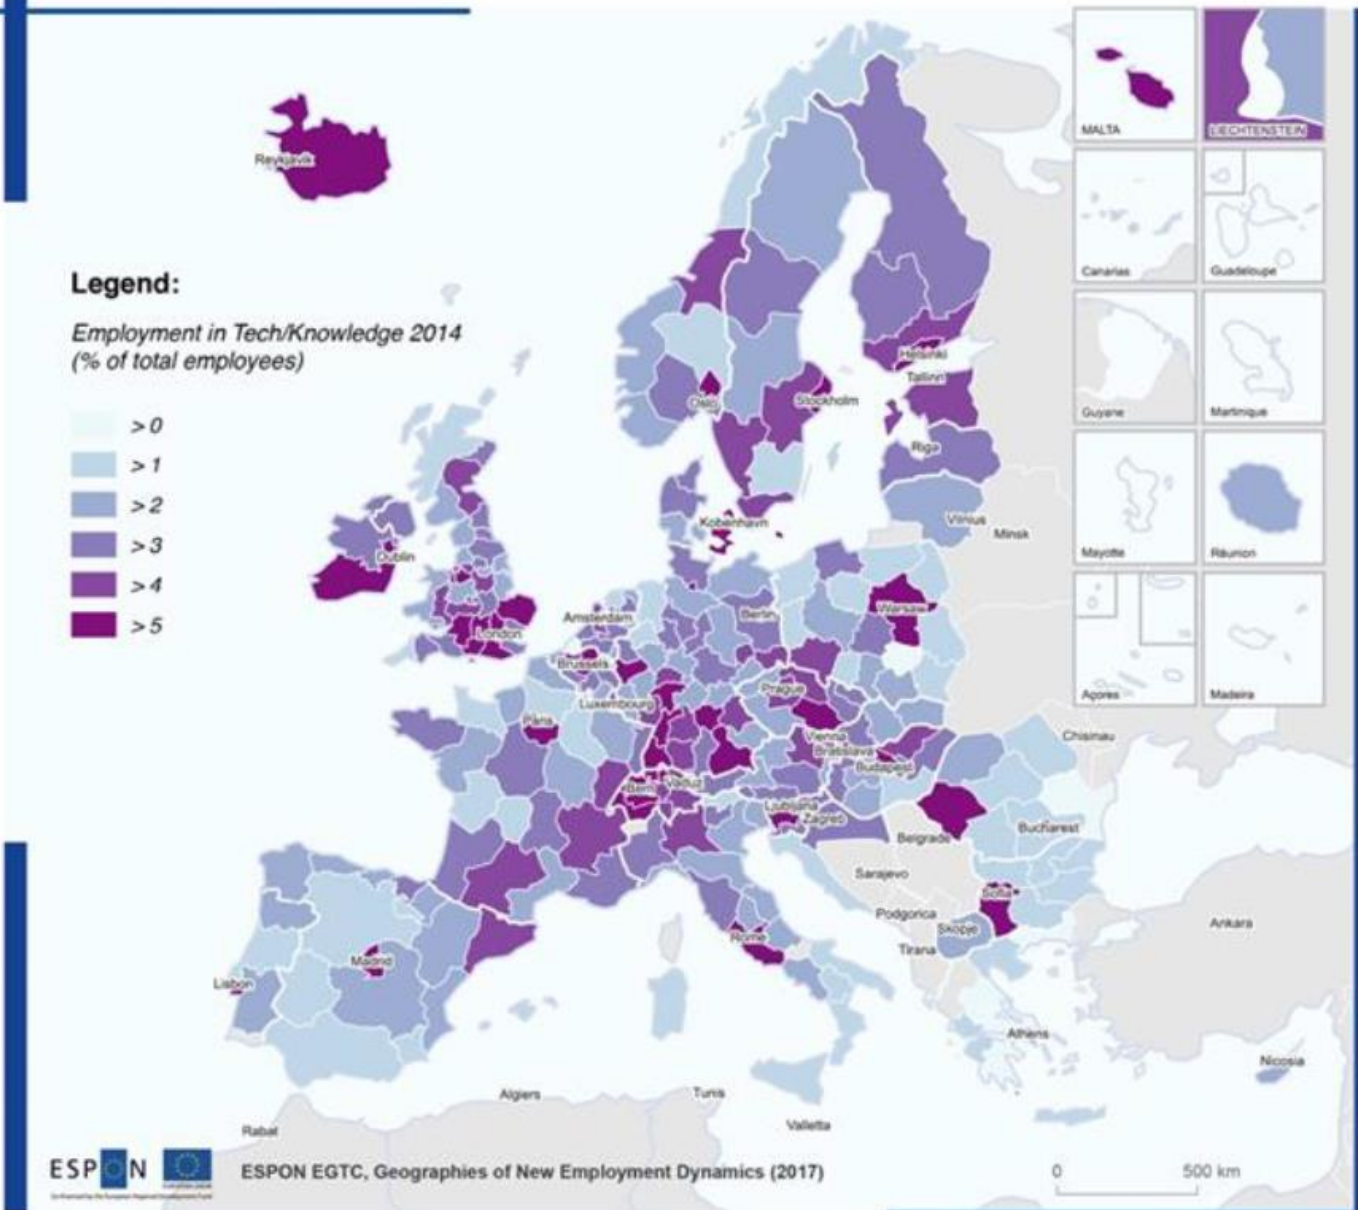 Reykjavik
Legend:
Employment in Tech/Knowledge 2014
(% of total employees)
> 0
> 1
> 2
> 3
> 4
> 5
MALTA
LIECHTENSTEIN
Canarias
Guadeloupe
Guyane
Martinique
Mayotte
Réunion
Açores
Madeira
Helsinki
Tallinn
Oslo
Stockholm
Riga
Kobenhavn
Vilnius
Minsk
Dublin
London
Amsterdam
Berlin
Warsaw
Brussels
Luxembourg
Prague
Paris
Vienna
Bratislava
Budapest
Chisinau
Bern
Vaduz
Ljubljana
Zagreb
Belgrade
Bucharest
Sarajevo
Sofia
Podgorica
Skopje
Tirana
Ankara
Rome
Madrid
Lisbon
Athens
Nicosia
Algiers
Tunis
Valletta
Rabat
ESPON
ESPON EGTC, Geographies of New Employment Dynamics (2017)
0 500 km